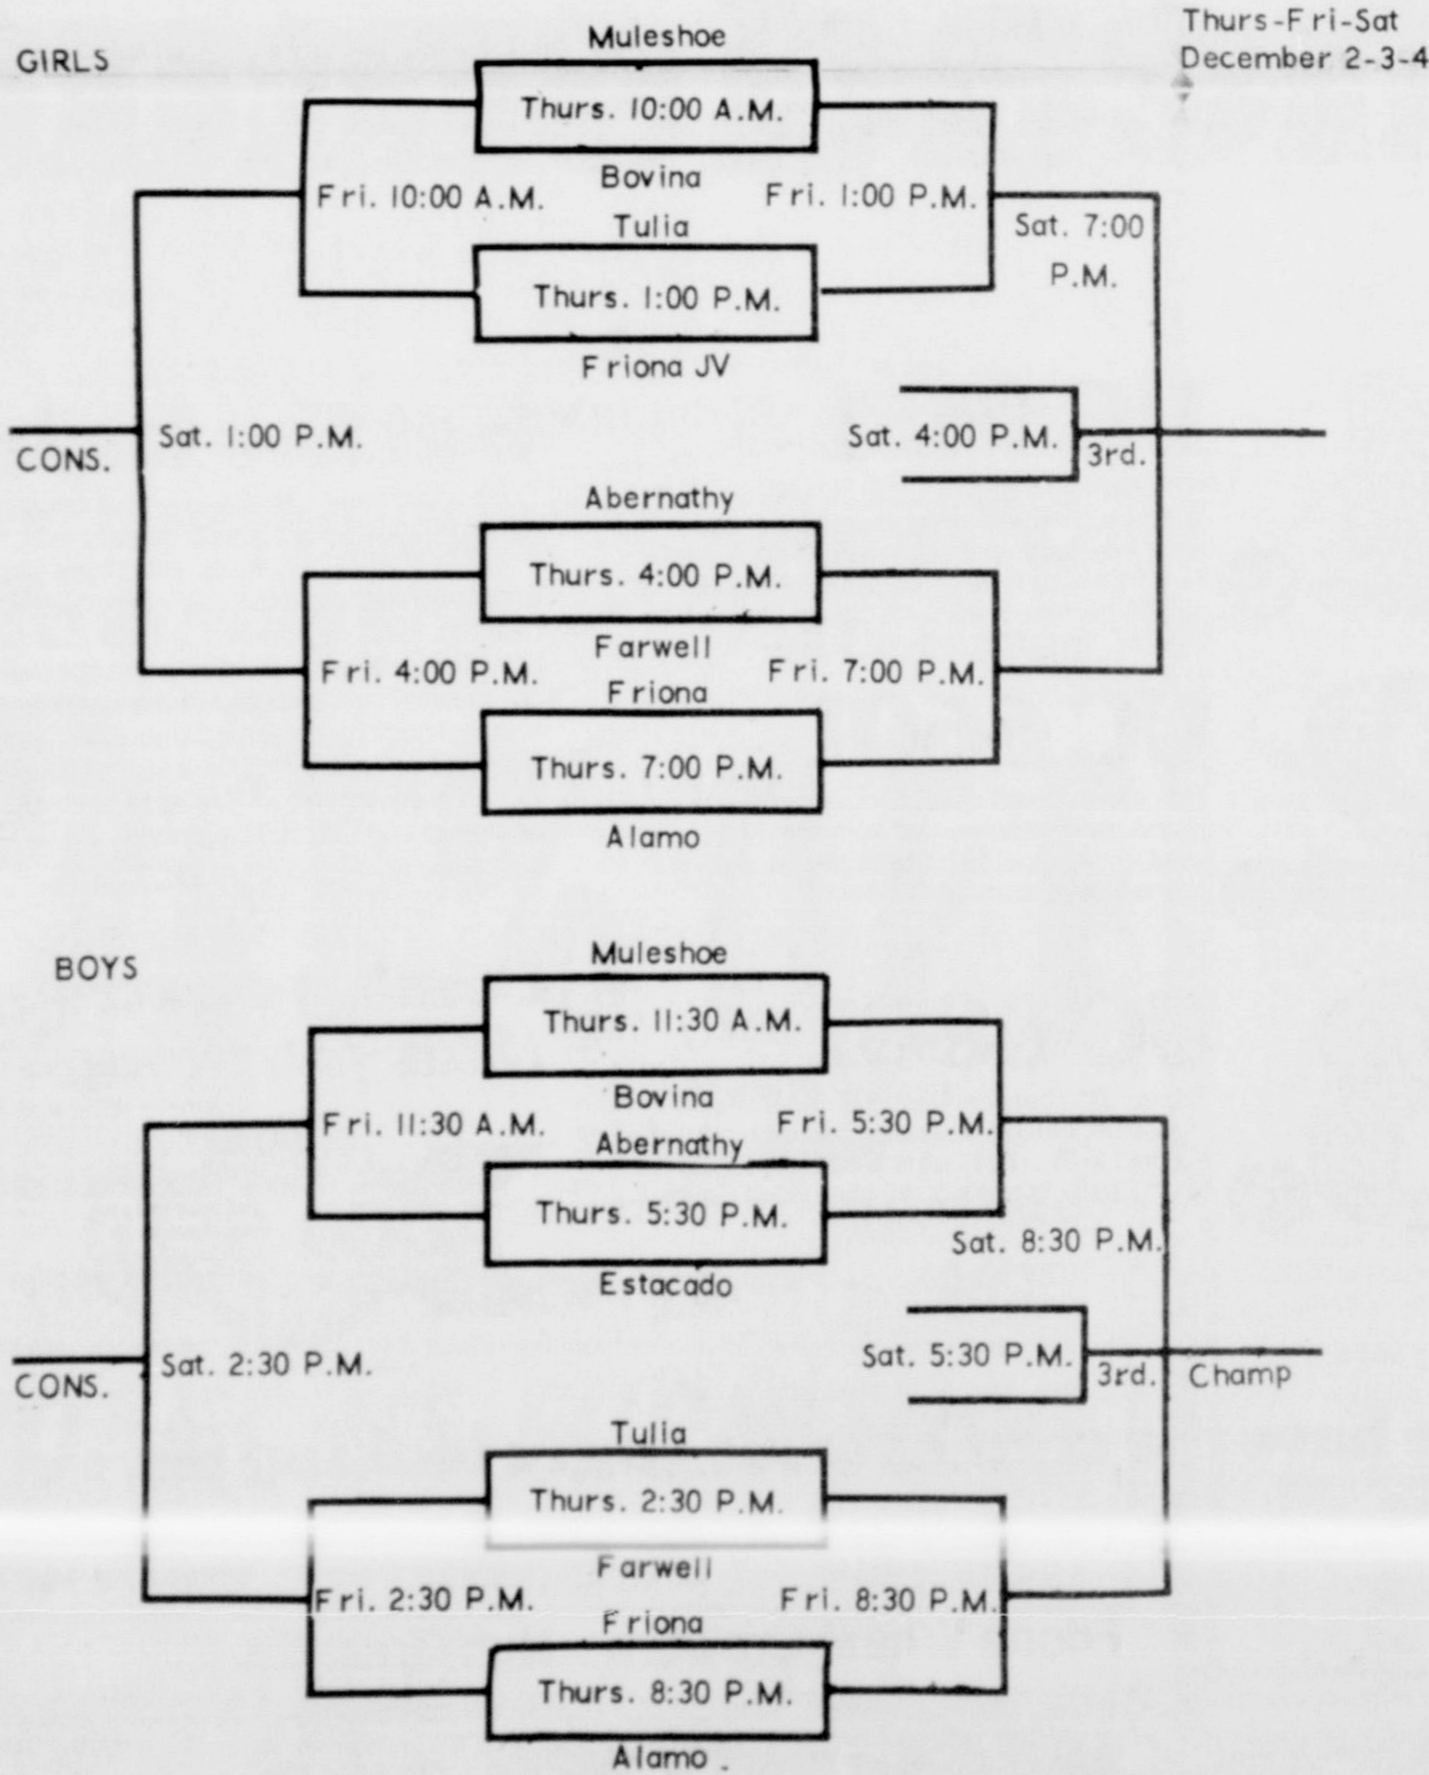 Thurs-Fri-Sat
December 2-3-4
GIRLS
Muleshoe
Thurs. 10:00 A.M.
Bovina
Fri. 10:00 A.M.
Fri. 1:00 P.M.
Tulia
Sat. 7:00
P.M.
Thurs. 1:00 P.M.
Friona JV
Sat. 1:00 P.M.
Sat. 4:00 P.M.
CONS.
3rd.
Abernathy
Thurs. 4:00 P.M.
Farwell
Fri. 4:00 P.M.
Fri. 7:00 P.M.
Friona
Thurs. 7:00 P.M.
Alamo
BOYS
Muleshoe
Thurs. 11:30 A.M.
Bovina
Fri. 11:30 A.M.
Fri. 5:30 P.M.
Abernathy
Thurs. 5:30 P.M.
Sat. 8:30 P.M.
Estacado
Sat. 2:30 P.M.
Sat. 5:30 P.M.
CONS.
3rd.
Champ
Tulia
Thurs. 2:30 P.M.
Farwell
Fri. 2:30 P.M.
Fri. 8:30 P.M.
Friona
Thurs. 8:30 P.M.
Alamo .